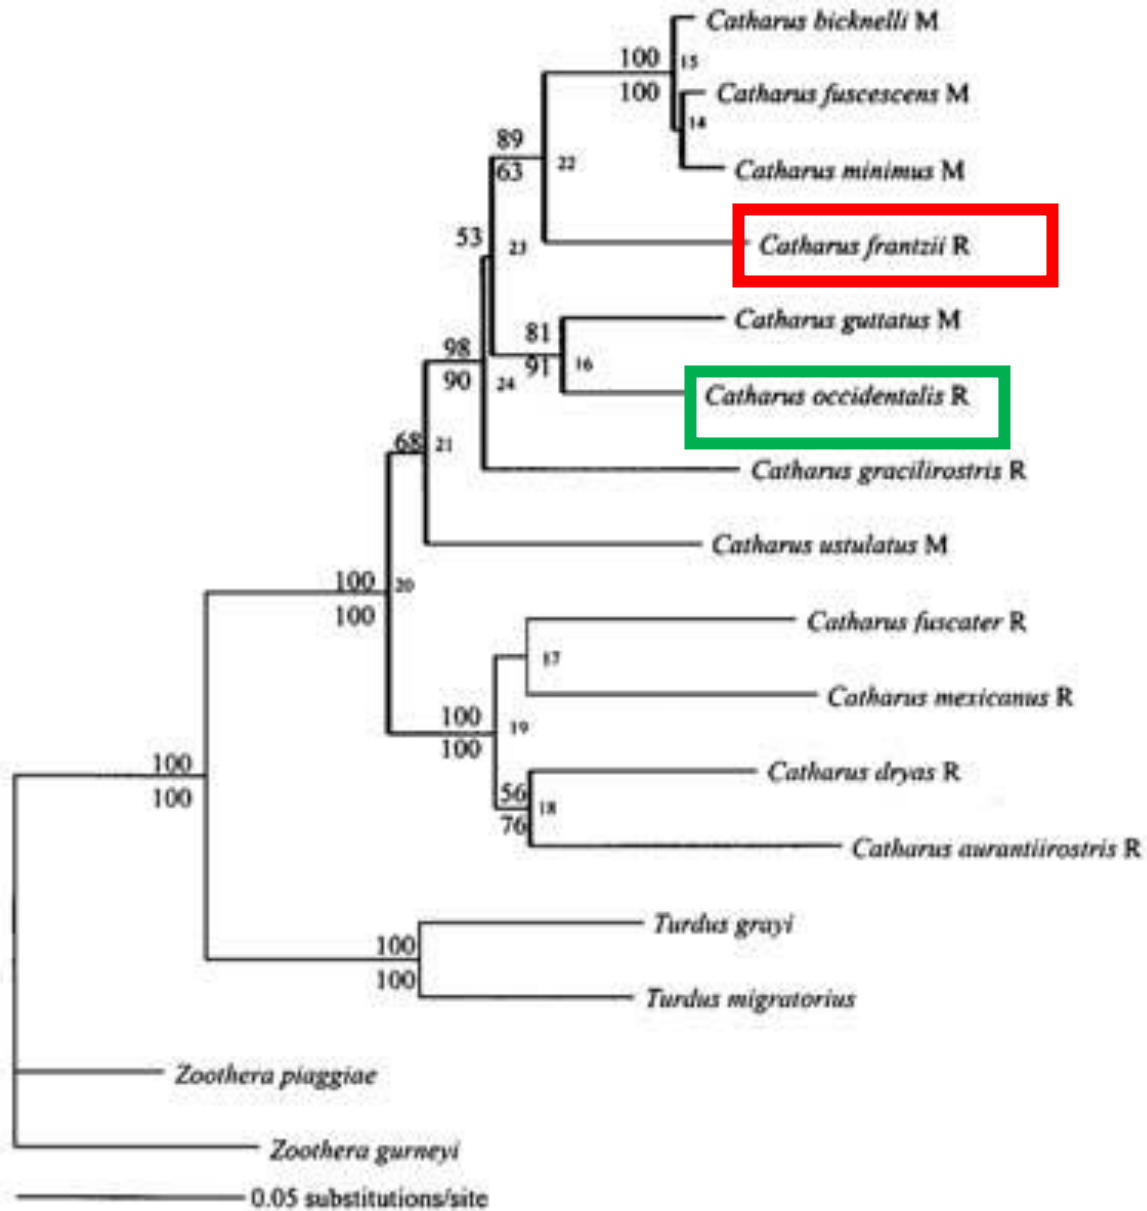 Catharus bicknelli M
100
15
100
Catharus fuscescens M
14
89
63
22
Catharus minimus M
53
23
Catharus frantzii R
Catharus guttatus M
81
98
91
16
90
24
Catharus occidentalis R
68
21
Catharus gracilirostris R
Catharus ustulatus M
100
20
100
Catharus fuscater R
17
Catharus mexicanus R
100
19
100
100
Catharus dryas R
100
56
18
76
Catharus aurantiirostris R
Turdus grayi
100
100
Turdus migratorius
Zoothera piaggiae
Zoothera gurneyi
0.05 substitutions/site